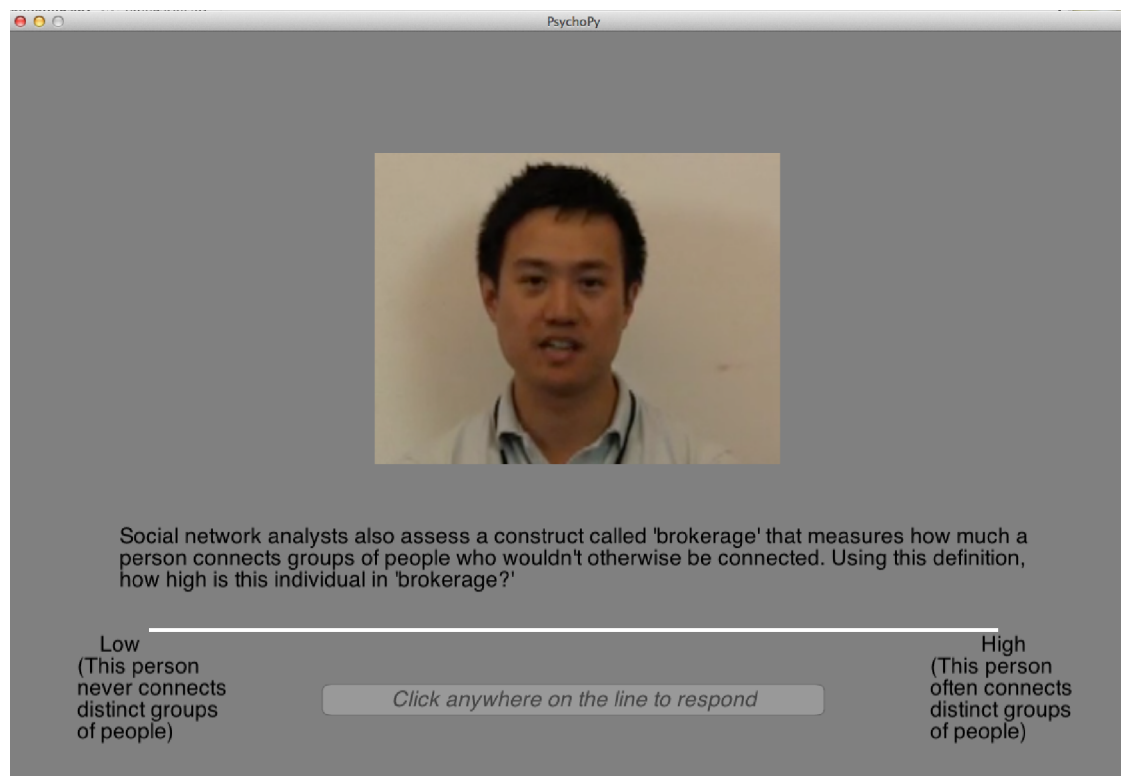 PsychoPy
Social network analysts also assess a construct called 'brokerage' that measures how much a
person connects groups of people who wouldn't otherwise be connected. Using this definition,
how high is this individual in 'brokerage?'
Low
(This person
never connects
distinct groups
of people)
Click anywhere on the line to respond
High
(This person
often connects
distinct groups
of people)